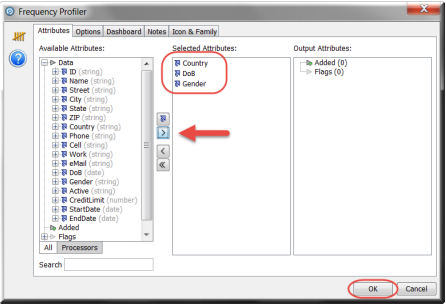 Frequency Profiler
Attributes Options Dashboard Notes Icon & Family
Available Attributes: Selected Attributes: Output Attributes:
Data
ID (string)
Name (string)
Street (string)
City (string)
State (string)
ZIP (string)
Country (string)
Phone (string)
Cell (string)
Work (string)
eMail (string)
DoB (date)
Gender (string)
Active (string)
CreditLimit (number)
StartDate (date)
EndDate (date)
Added
Flags
Country
DoB
Gender
Added (0)
Flags (0)
All Processors
Search
OK Cancel